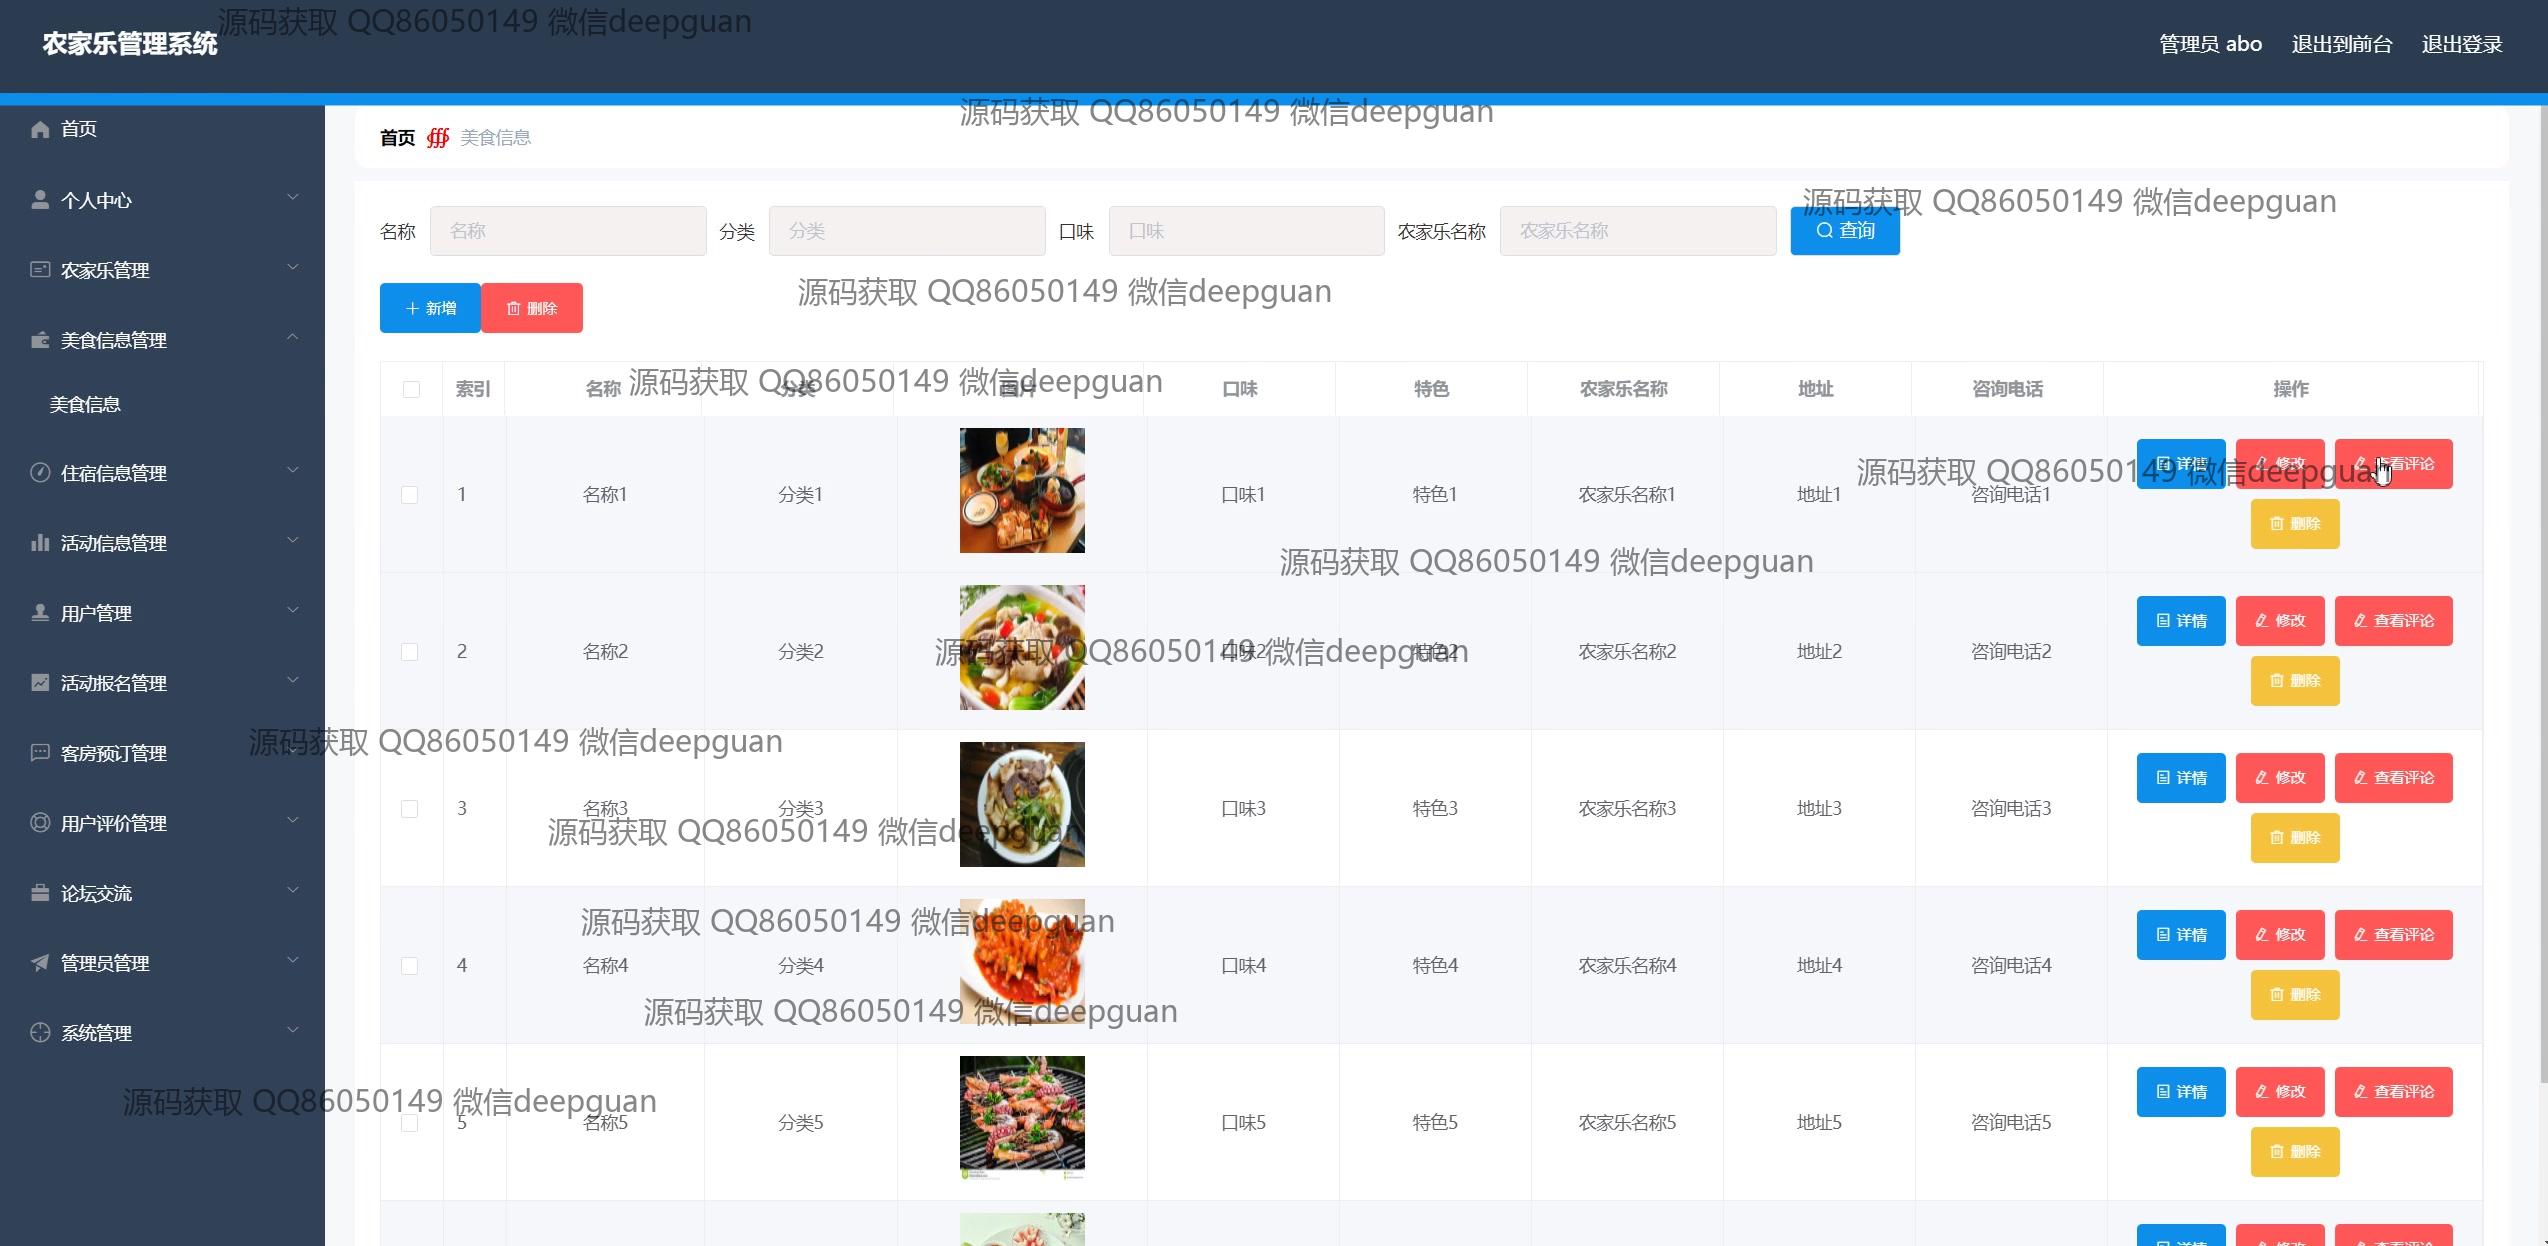 源码获取 QQ86050149 微信deepguan
农家乐管理系统
管理员 abo 退出到前台 退出登录
源码获取 QQ86050149 微信deepguan
首页
首页 美食信息
个人中心
源码获取 QQ86050149 微信deepguan
名称 名称 分类 分类 口味 口味 农家乐名称 农家乐名称 查询
农家乐管理
源码获取 QQ86050149 微信deepguan
新增 删除
美食信息管理
源码获取 QQ86050149 微信deepguan
索引 名称 分类 图片 口味 特色 农家乐名称 地址 咨询电话 操作
美食信息
源码获取 QQ86050149 微信deepguan
住宿信息管理
详情 修改 查看评论
1 名称1 分类1 口味1 特色1 农家乐名称1 地址1 咨询电话1
删除
活动信息管理
源码获取 QQ86050149 微信deepguan
用户管理
详情 修改 查看评论
源码获取 QQ86050149 微信deepguan
2 名称2 分类2 口味2 特色2 农家乐名称2 地址2 咨询电话2
删除
活动报名管理
源码获取 QQ86050149 微信deepguan
客房预订管理
详情 修改 查看评论
3 名称3 分类3 口味3 特色3 农家乐名称3 地址3 咨询电话3
用户评价管理
源码获取 QQ86050149 微信deepguan
删除
论坛交流
源码获取 QQ86050149 微信deepguan
详情 修改 查看评论
管理员管理
4 名称4 分类4 口味4 特色4 农家乐名称4 地址4 咨询电话4
删除
源码获取 QQ86050149 微信deepguan
系统管理
详情 修改 查看评论
源码获取 QQ86050149 微信deepguan
5 名称5 分类5 口味5 特色5 农家乐名称5 地址5 咨询电话5
删除
详情 修改 查看评论